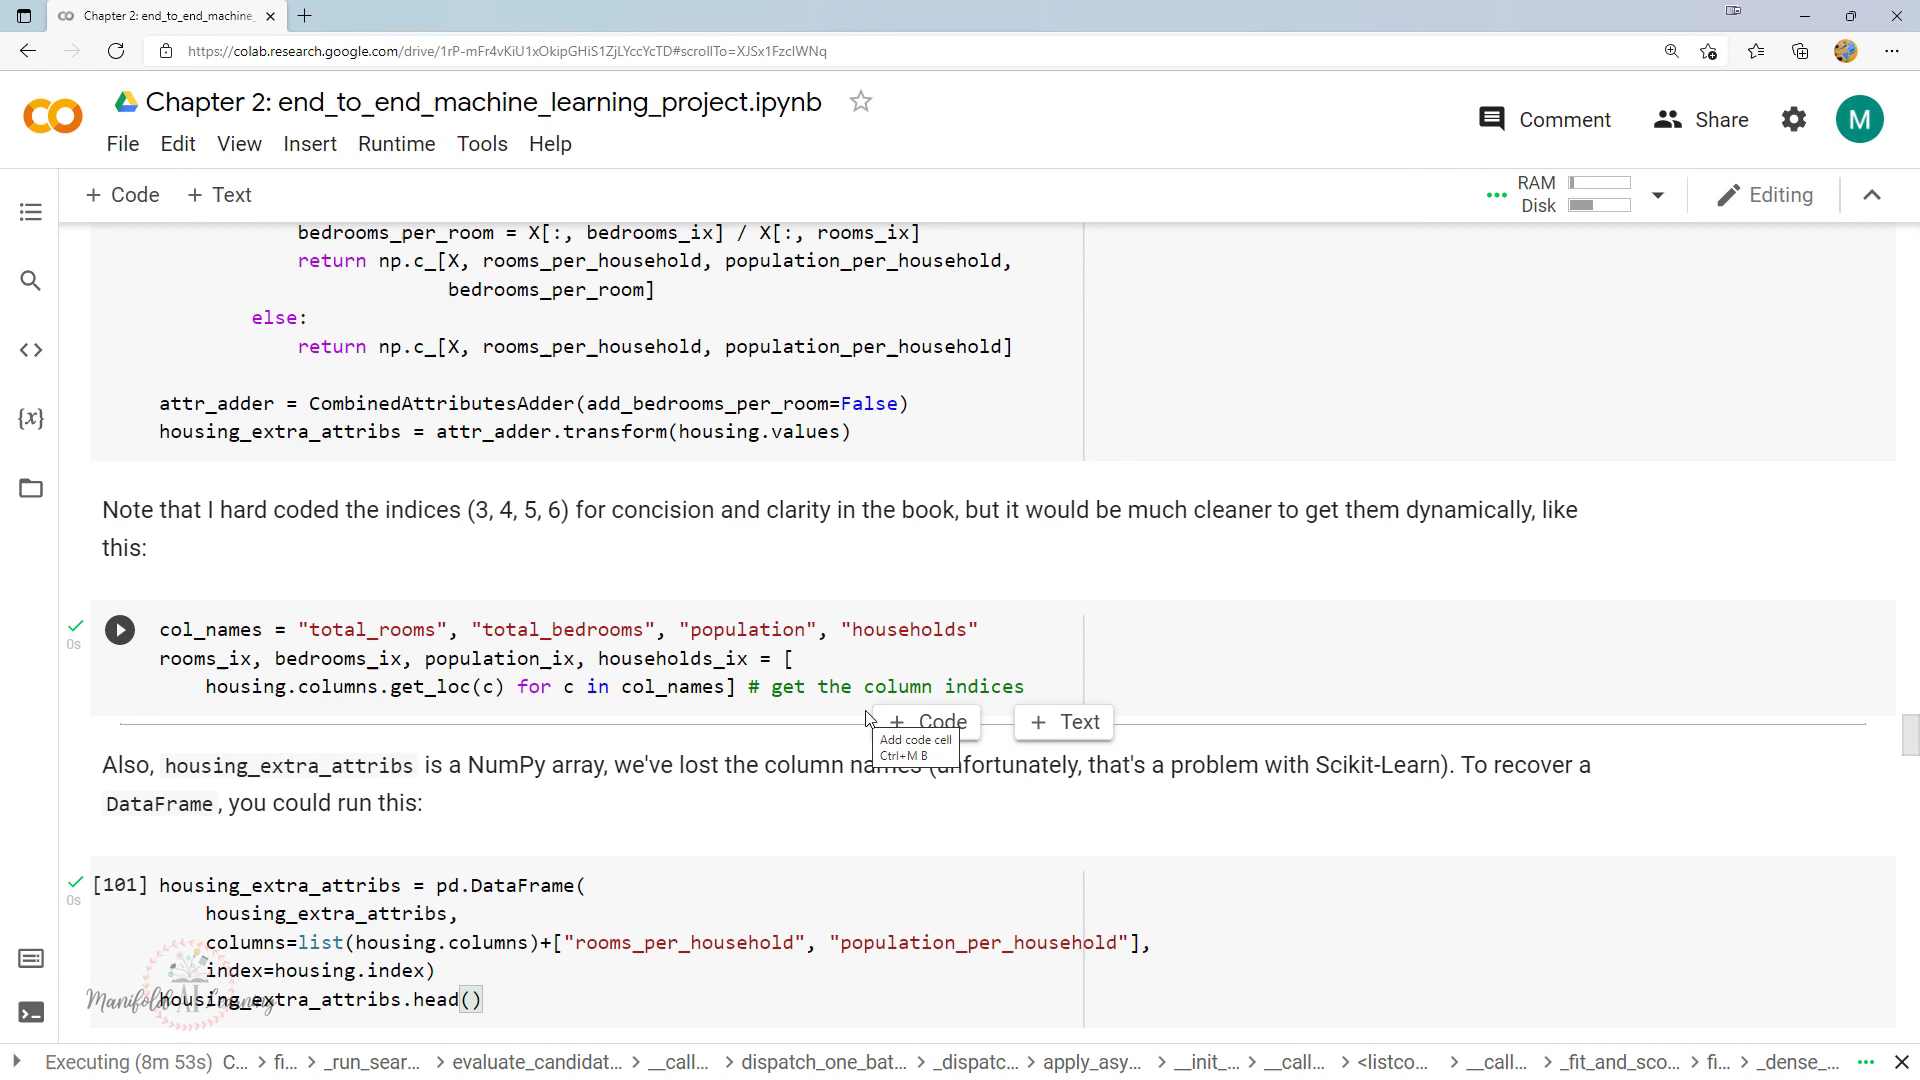 Chapter 2: end_to_end_machine_
https://colab.research.google.com/drive/1rP-mFr4vKiU1xOkipGHiS1ZjLYccYcTD#scrollTo=XJSx1FzclWNq
Chapter 2: end_to_end_machine_learning_project.ipynb
Comment Share M
File Edit View Insert Runtime Tools Help
+ Code + Text
RAM
Disk
Editing
bedrooms_per_room = X[:, bedrooms_ix] / X[:, rooms_ix]
return np.c_[X, rooms_per_household, population_per_household,
bedrooms_per_room]
else:
return np.c_[X, rooms_per_household, population_per_household]
attr_adder = CombinedAttributesAdder(add_bedrooms_per_room=False)
housing_extra_attribs = attr_adder.transform(housing.values)
Note that I hard coded the indices (3, 4, 5, 6) for concision and clarity in the book, but it would be much cleaner to get them dynamically, like
this:
0s
col_names = "total_rooms", "total_bedrooms", "population", "households"
rooms_ix, bedrooms_ix, population_ix, households_ix = [
housing.columns.get_loc(c) for c in col_names] # get the column indices
+ Code + Text
Add code cell
Ctrl+M B
Also, housing_extra_attribs is a NumPy array, we've lost the column names (unfortunately, that's a problem with Scikit-Learn). To recover a
DataFrame, you could run this:
0s
[101] housing_extra_attribs = pd.DataFrame(
housing_extra_attribs,
columns=list(housing.columns)+["rooms_per_household", "population_per_household"],
index=housing.index)
housing_extra_attribs.head()
Manifold AI Learning
Executing (8m 53s) C... > fi... > _run_sear... > evaluate_candidat... > __call... > dispatch_one_bat... > _dispatc... > apply_asy... > __init_... > __call... > <listco... > __call... > _fit_and_sco... > fi... > _dense_...